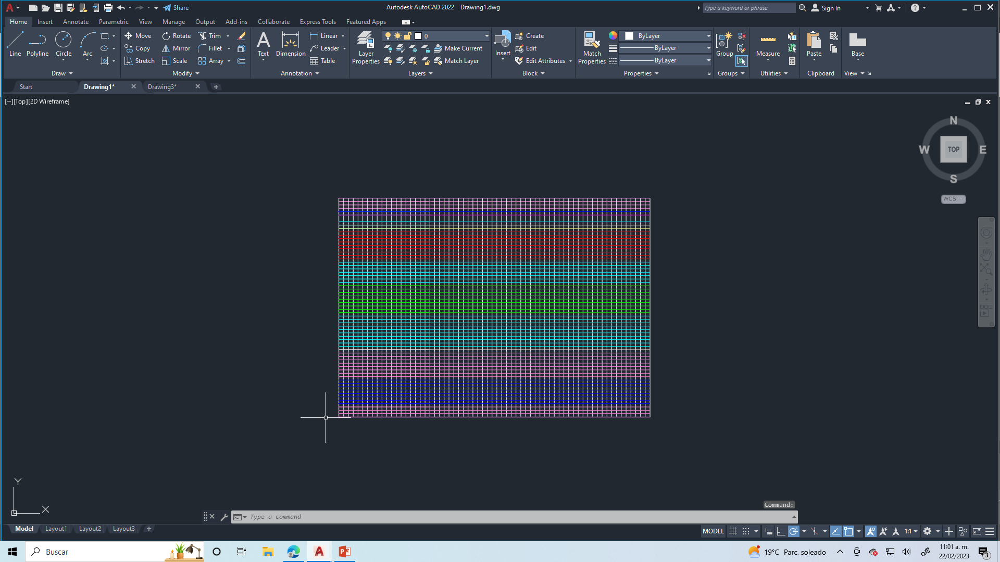 Share
Autodesk AutoCAD 2022 Drawing1.dwg
Type a keyword or phrase
Sign In
Home Insert Annotate Parametric View Manage Output Add-ins Collaborate Express Tools Featured Apps
Line Polyline Circle Arc
Draw
Move Rotate Trim
Copy Mirror Fillet
Stretch Scale Array
Modify
Text Dimension
Linear
Leader
Table
Annotation
Layer Properties
0
Make Current
Match Layer
Layers
Insert
Create
Edit
Edit Attributes
Block
Match Properties
ByLayer
ByLayer
ByLayer
Properties
Group
Groups
Measure
Utilities
Paste
Clipboard
Base
View
Start Drawing1* Drawing3*
[−][Top][2D Wireframe]
N
W TOP E
S
WCS
Y
X
Command:
Type a command
Model Layout1 Layout2 Layout3
MODEL
1:1
Buscar
19°C Parc. soleado
11:01 a. m.
22/02/2023
3